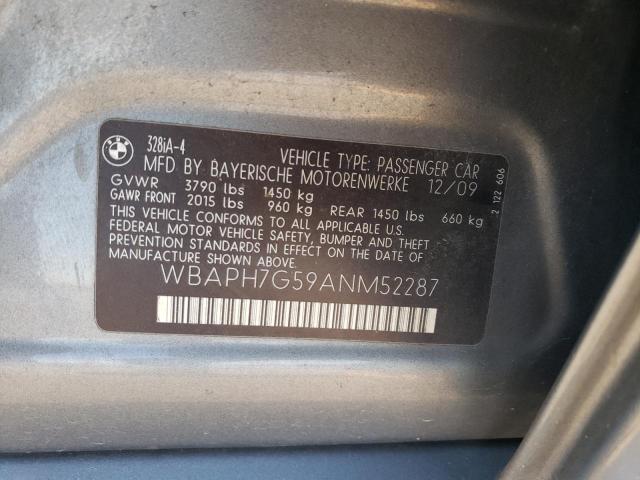 BMW
328iA-4
MFD BY BAYERISCHE MOTORENWERKE
VEHICLE TYPE: PASSENGER CAR
12/09
GVWR 3790 lbs 1450 kg
GAWR FRONT 2015 lbs 960 kg REAR 1450 lbs 660 kg
THIS VEHICLE CONFORMS TO ALL APPLICABLE U.S.
FEDERAL MOTOR VEHICLE SAFETY, BUMPER AND THEFT
STANDARDS IN EFFECT ON THE DATE OF
MANUFACTURE SHOWN ABOVE.
WBAPH7G59ANM52287
2 122 606